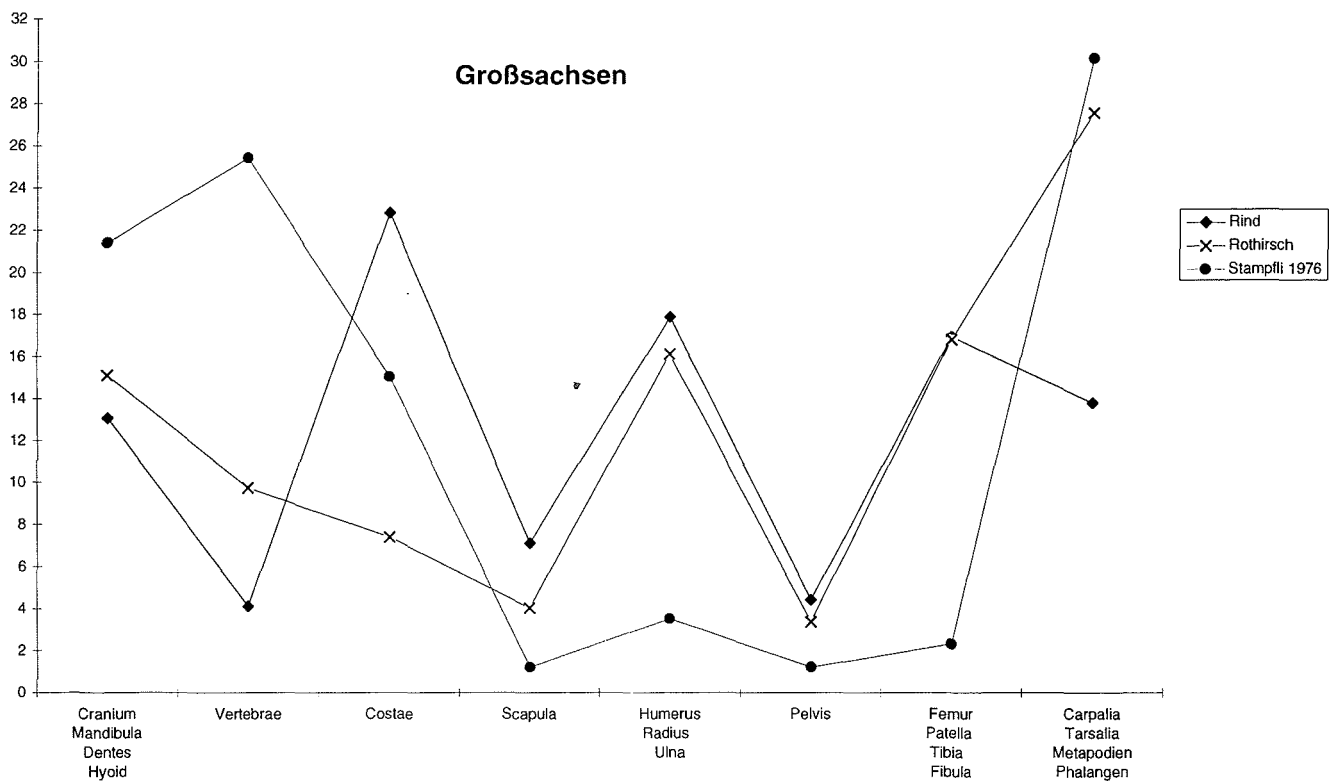 Großsachsen
32
30
28
26
24
22
20
18
16
14
12
10
8
6
4
2
0
Rind
Rothirsch
Stampfli 1976
Cranium
Mandibula
Dentes
Hyoid
Vertebrae
Costae
Scapula
Humerus
Radius
Ulna
Pelvis
Femur
Patella
Tibia
Fibula
Carpalia
Tarsalia
Metapodien
Phalangen